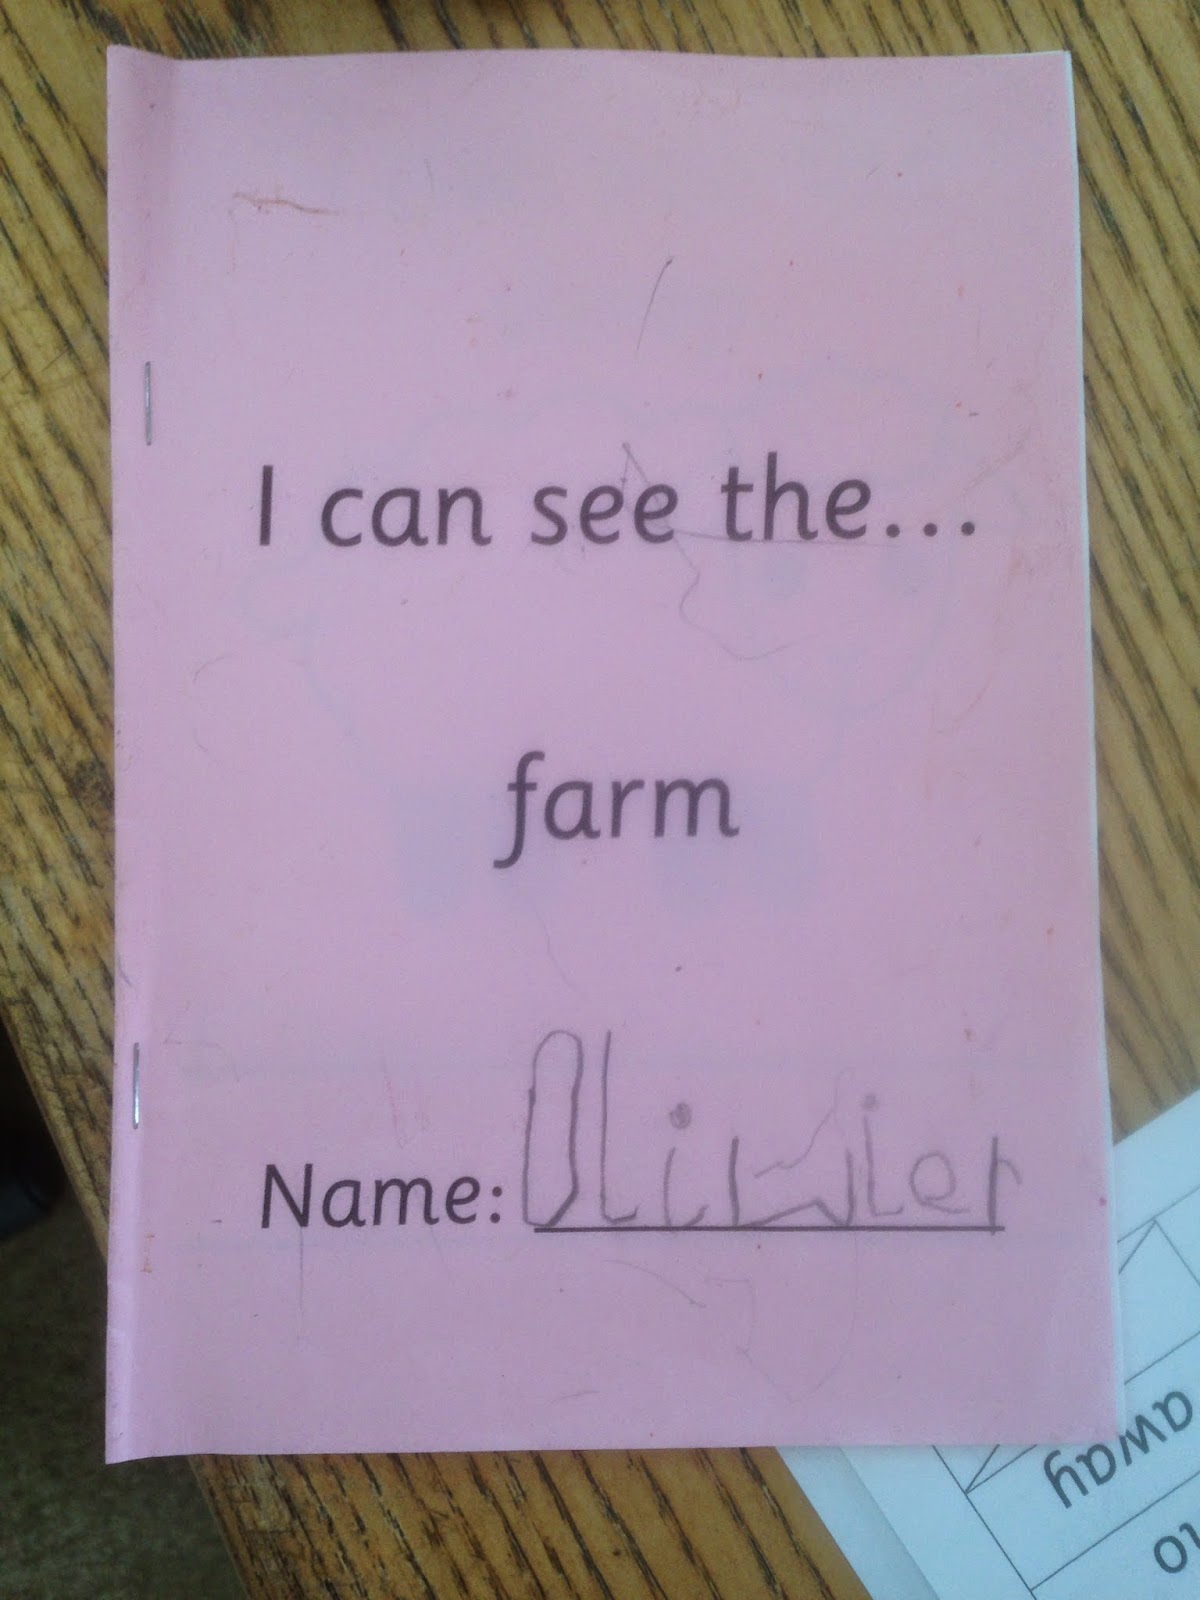 I can see the...
farm
Name: Oliwier
away